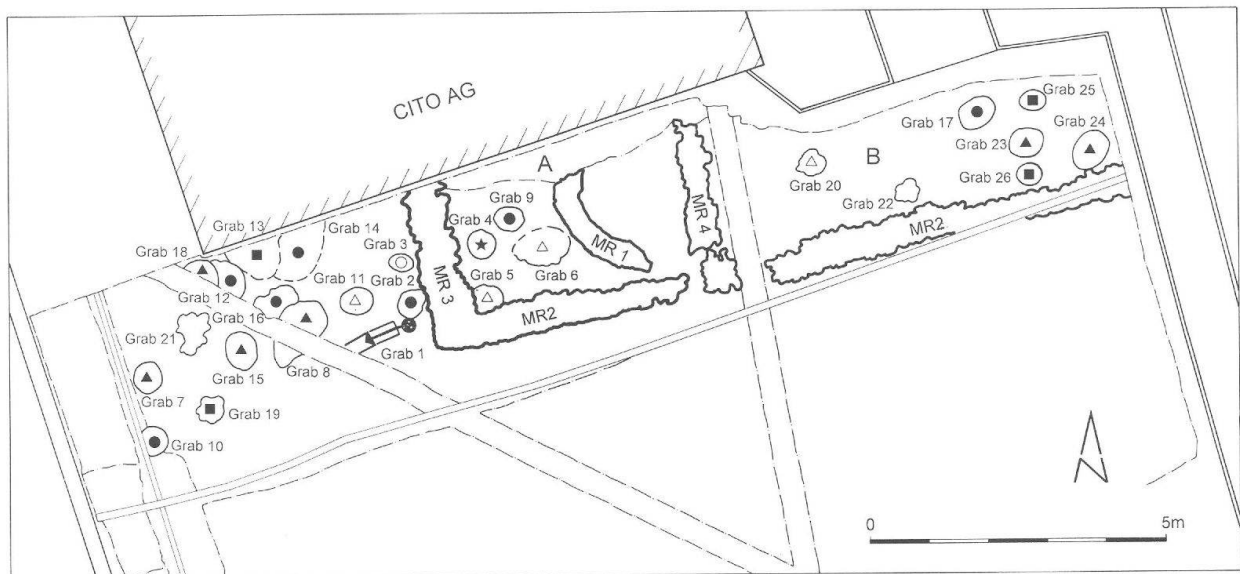 CITO AG
A
B
Grab 25
Grab 17
Grab 24
Grab 23
Grab 20
Grab 26
Grab 22
Grab 9
Grab 4
Grab 13
Grab 14
Grab 18
Grab 3
Grab 11
Grab 2
Grab 5
Grab 6
MR 1
MR 3
MR 4
MR2
MR2
Grab 12
Grab 16
Grab 21
Grab 1
Grab 8
Grab 15
Grab 7
Grab 19
Grab 10
N
0
5m